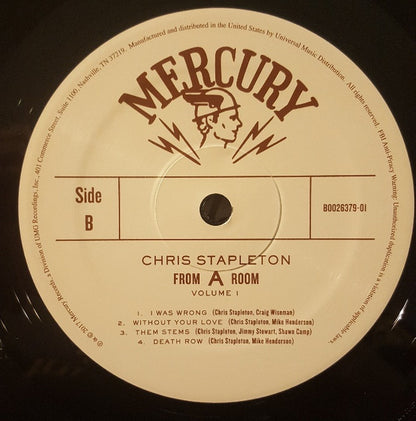 ℗ & © 2017 Mercury Records, a Division of UMG Recordings, Inc., 401 Commerce Street, Suite 1100, Nashville, TN 37219. Manufactured and distributed in the United States by Universal Music Distribution. All rights reserved. FBI Anti-Piracy Warning: Unauthorized duplication is a violation of applicable laws.
MERCURY
Side
B
B0026379-01
CHRIS STAPLETON
FROM A ROOM
VOLUME 1
1. I WAS WRONG (Chris Stapleton, Craig Wiseman)
2. WITHOUT YOUR LOVE (Chris Stapleton, Mike Henderson)
3. THEM STEMS (Chris Stapleton, Jimmy Stewart, Shawn Camp)
4. DEATH ROW (Chris Stapleton, Mike Henderson)